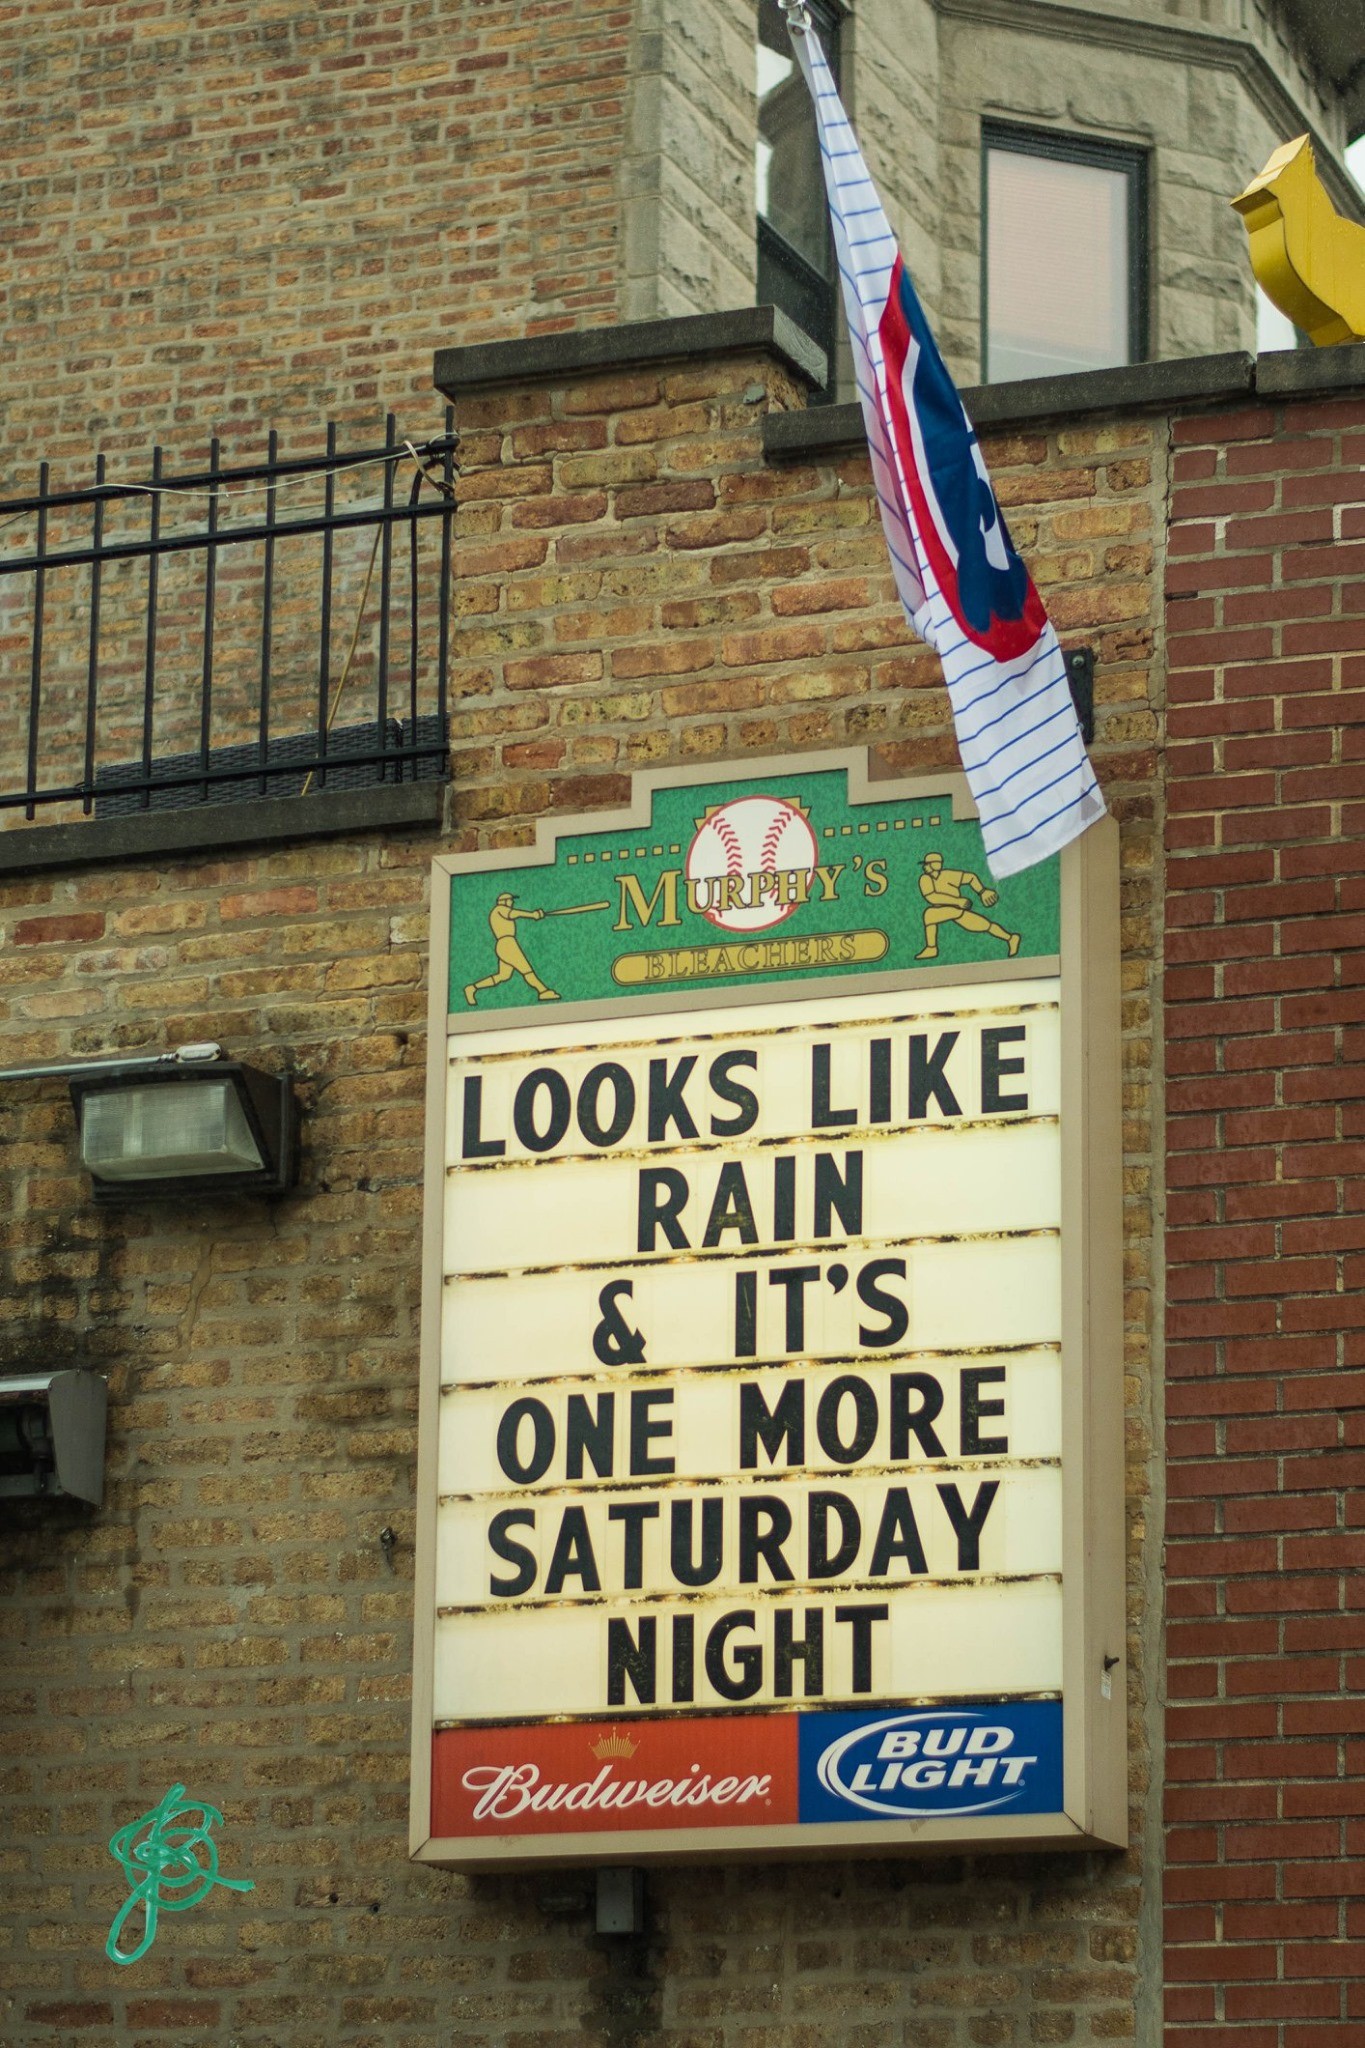 MURPHY'S
BLEACHERS
LOOKS LIKE
RAIN
& IT'S
ONE MORE
SATURDAY
NIGHT
Budweiser
BUD
LIGHT